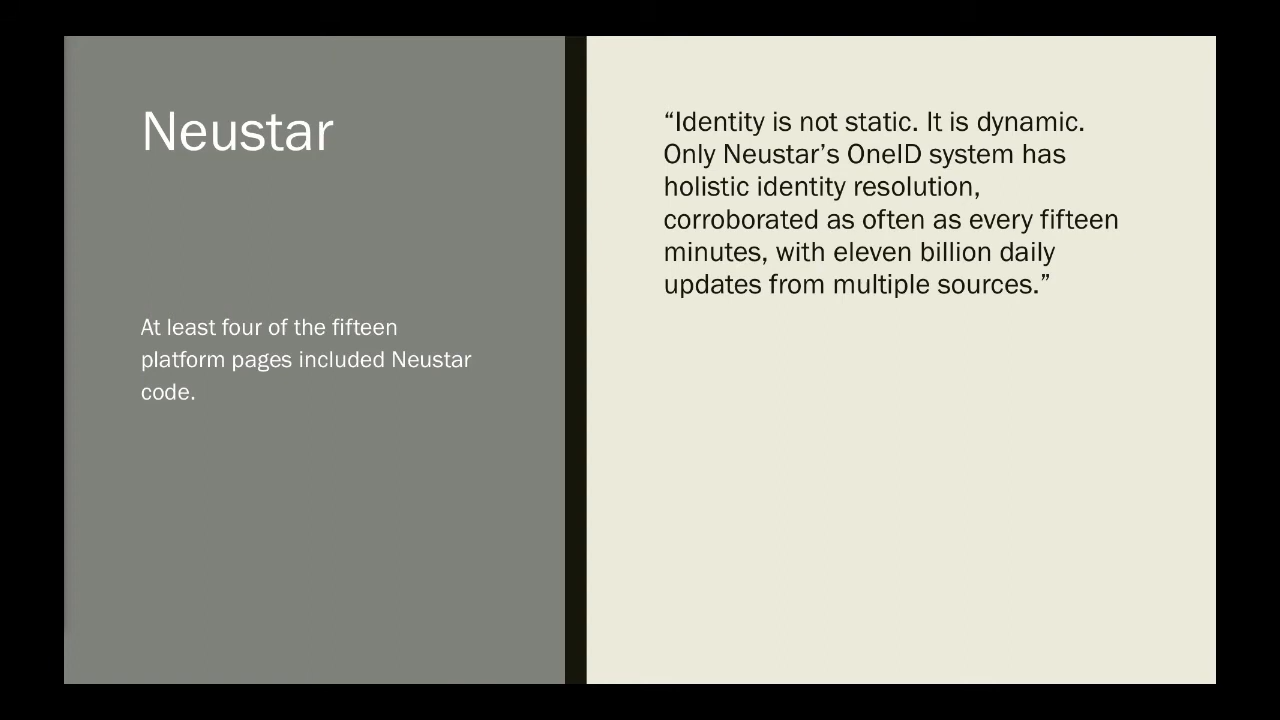 Neustar
At least four of the fifteen
platform pages included Neustar
code.
“Identity is not static. It is dynamic.
Only Neustar’s OneID system has
holistic identity resolution,
corroborated as often as every fifteen
minutes, with eleven billion daily
updates from multiple sources.”